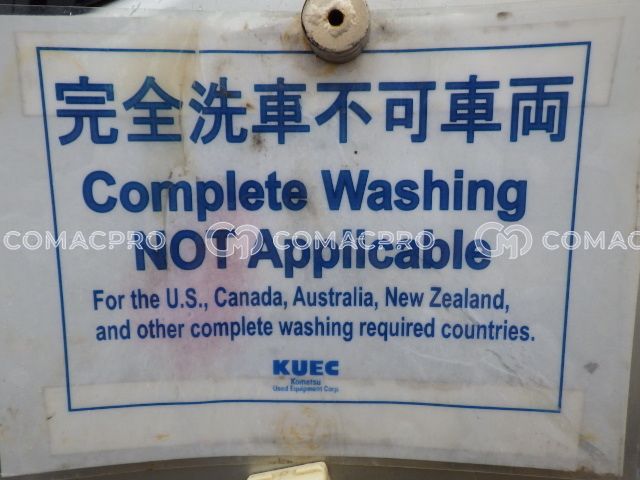 完全洗車不可車両
Complete Washing
NOT Applicable
COMACPRO COMACPRO COMACPRO
For the U.S., Canada, Australia, New Zealand,
and other complete washing required countries.
KUEC
Komatsu
Used Equipment Corp.